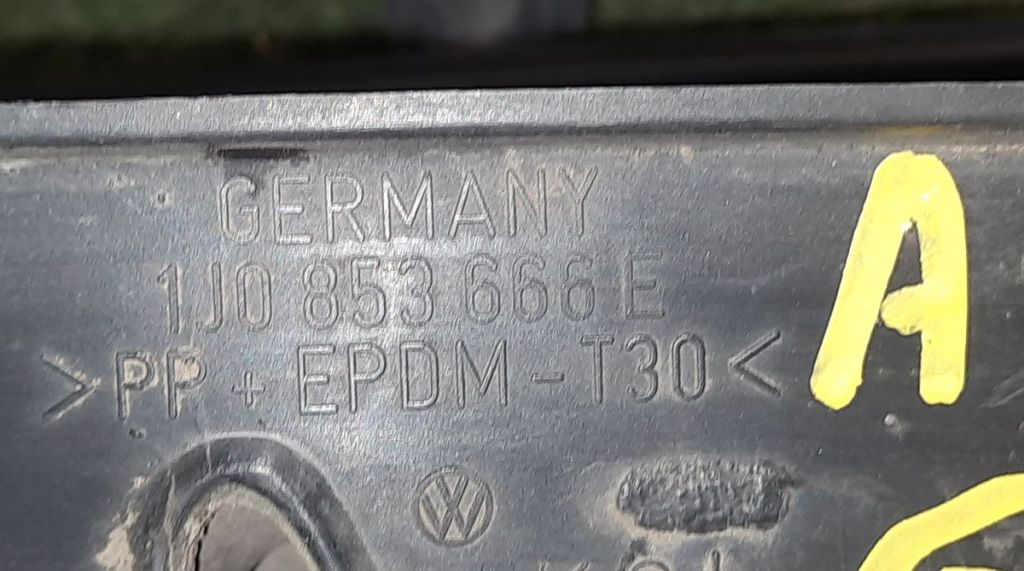 GERMANY
1J0 853 666 E
>PP + EPDM - T30<
A